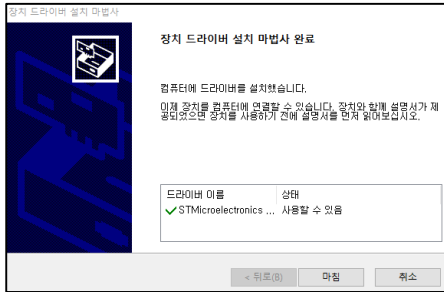 장치 드라이버 설치 마법사
장치 드라이버 설치 마법사 완료
컴퓨터에 드라이버를 설치했습니다.
이제 장치를 컴퓨터에 연결할 수 있습니다. 장치와 함께 설명서가 제
공되었으면 장치를 사용하기 전에 설명서를 먼저 읽어보십시오.
드라이버 이름 상태
STMicroelectronics ... 사용할 수 있음
< 뒤로(B) 마침 취소